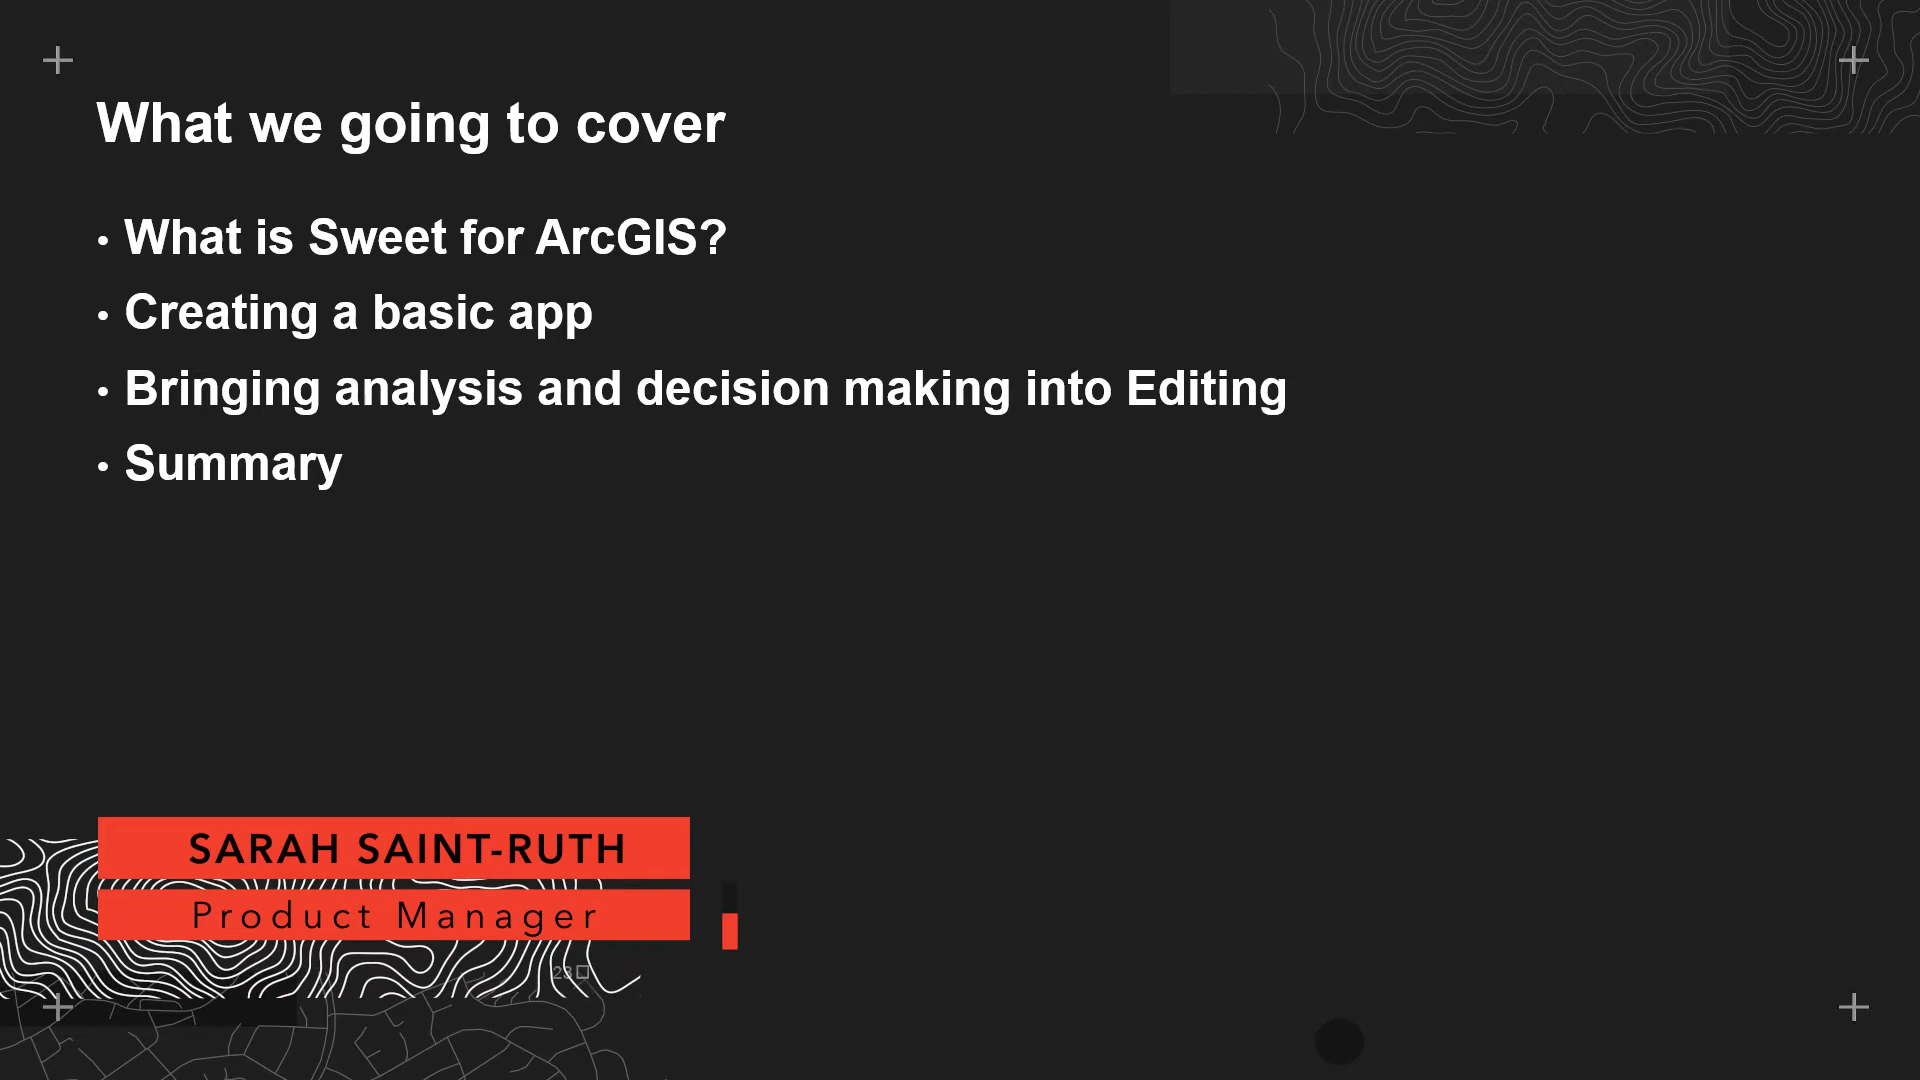 What we going to cover
• What is Sweet for ArcGIS?
• Creating a basic app
• Bringing analysis and decision making into Editing
• Summary
SARAH SAINT-RUTH
Product Manager
23